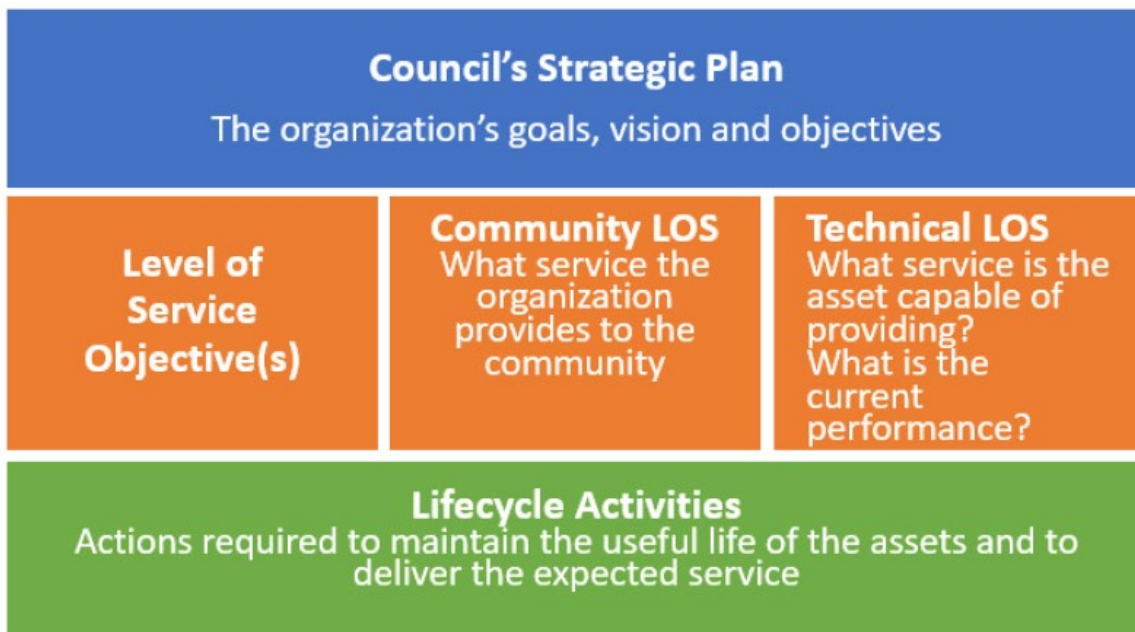 Council's Strategic Plan
The organization's goals, vision and objectives
Level of
Service
Objective(s)
Community LOS
What service the
organization
provides to the
community
Technical LOS
What service is the
asset capable of
providing?
What is the
current
performance?
Lifecycle Activities
Actions required to maintain the useful life of the assets and to
deliver the expected service